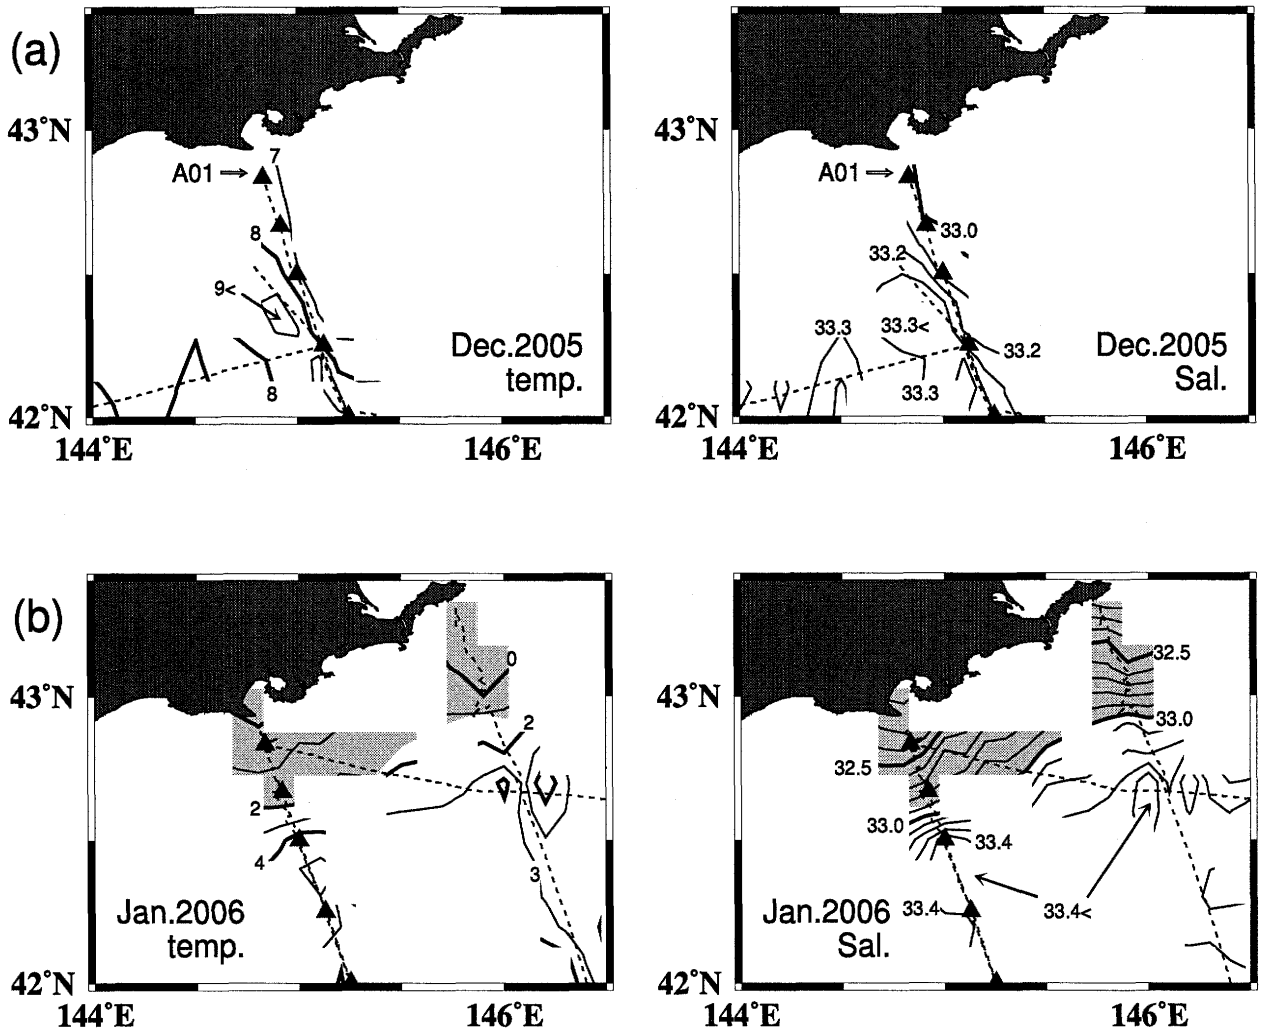 (a)
43°N
A01
7
8
9<
8
Dec.2005
temp.
42°N
144°E
146°E
43°N
A01
33.0
33.2
33.3
33.3<
33.2
33.3
Dec.2005
Sal.
42°N
144°E
146°E
(b)
43°N
0
2
2
4
3
Jan.2006
temp.
42°N
144°E
146°E
43°N
32.5
33.0
32.5
33.0
33.4
33.4
33.4<
Jan.2006
Sal.
42°N
144°E
146°E